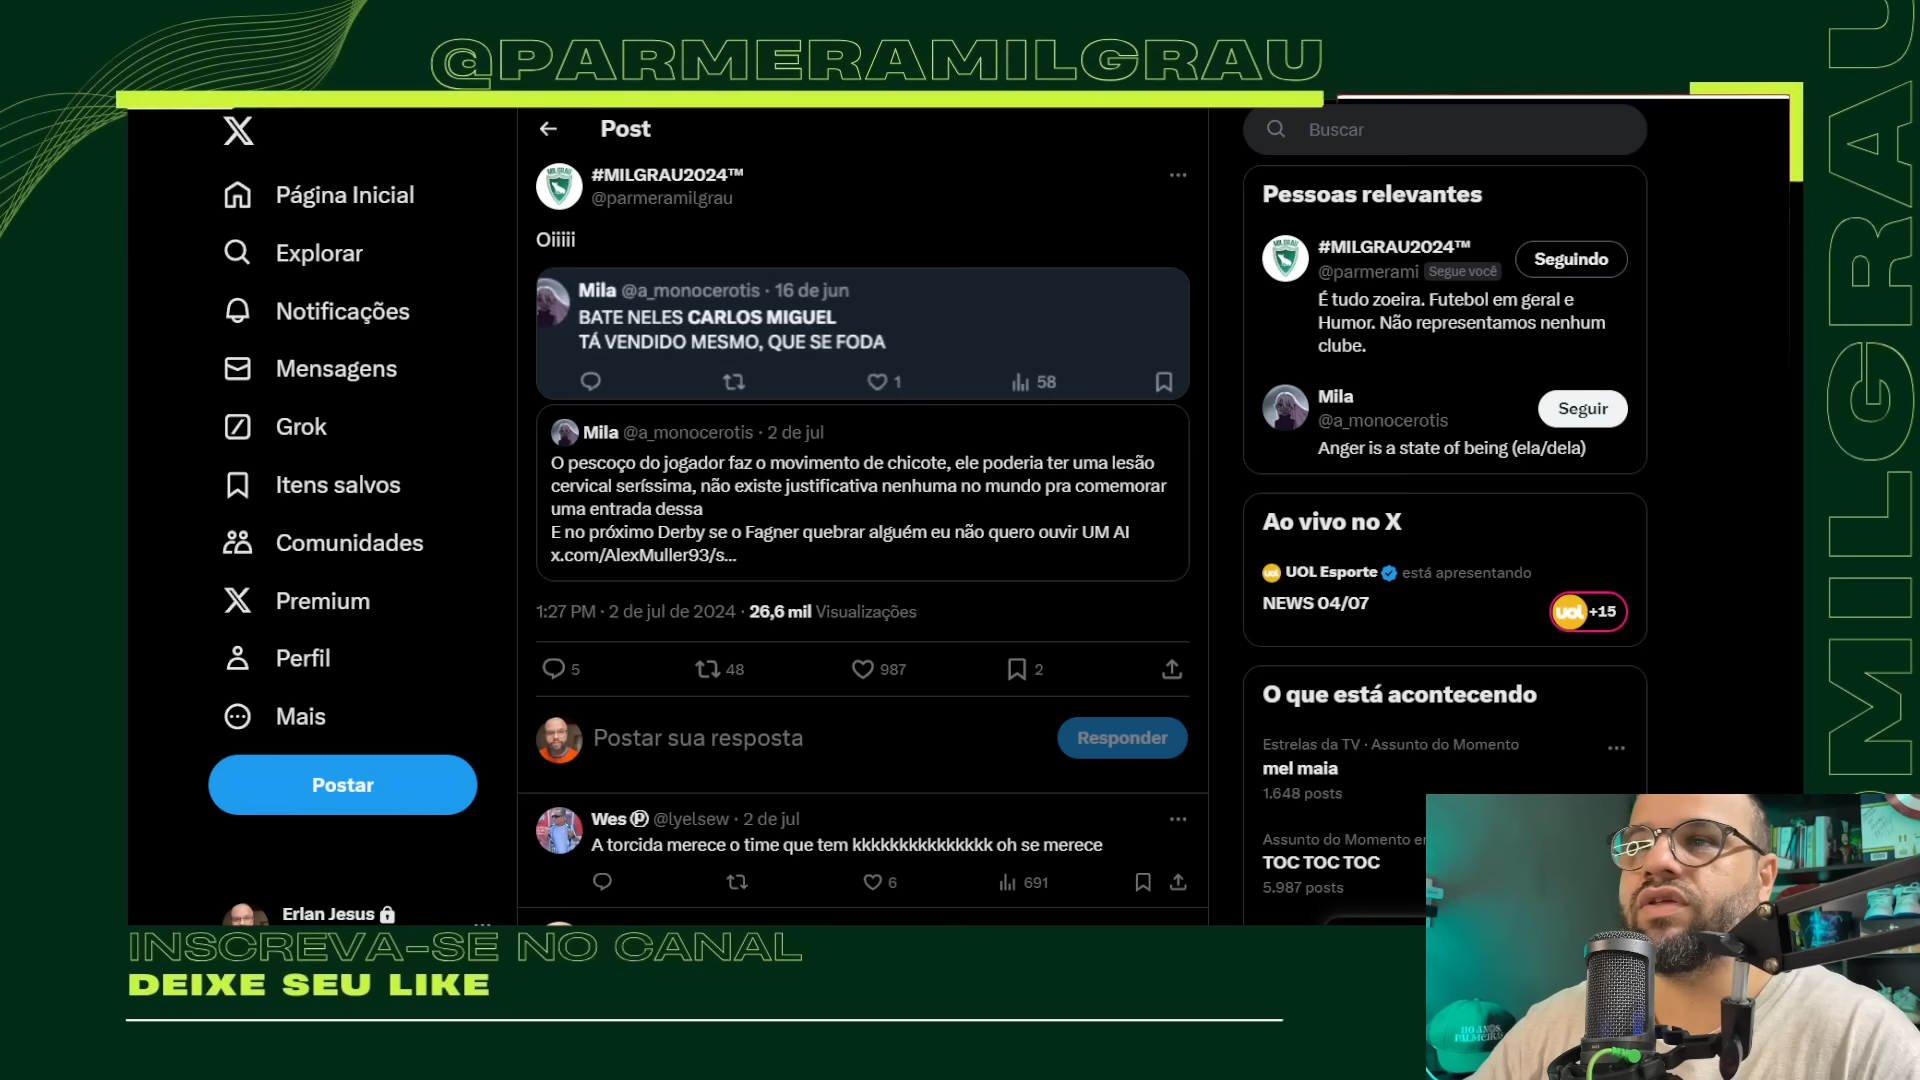 @PARMERAMILGRAU
Post
Buscar
Página Inicial
Explorar
Notificações
Mensagens
Grok
Itens salvos
Comunidades
Premium
Perfil
Mais
Postar
Erlan Jesus
#MILGRAU2024™
@parmeramilgrau
Oiiiii
Mila @a_monocerotis · 16 de jun
BATE NELES CARLOS MIGUEL
TÁ VENDIDO MESMO, QUE SE FODA
1
58
Mila @a_monocerotis · 2 de jul
O pescoço do jogador faz o movimento de chicote, ele poderia ter uma lesão
cervical seríssima, não existe justificativa nenhuma no mundo pra comemorar
uma entrada dessa
E no próximo Derby se o Fagner quebrar alguém eu não quero ouvir UM AI
x.com/AlexMuller93/s...
1:27 PM · 2 de jul de 2024 · 26,6 mil Visualizações
5
48
987
2
Postar sua resposta
Responder
Wes @lyelsew · 2 de jul
A torcida merece o time que tem kkkkkkkkkkkkkkk oh se merece
6
691
Pessoas relevantes
#MILGRAU2024™
@parmerami Segue você
Seguindo
É tudo zoeira. Futebol em geral e
Humor. Não representamos nenhum
clube.
Mila
@a_monocerotis
Seguir
Anger is a state of being (ela/dela)
Ao vivo no X
UOL Esporte está apresentando
NEWS 04/07
uol +15
O que está acontecendo
Estrelas da TV · Assunto do Momento
mel maia
1.648 posts
Assunto do Momento
TOC TOC TOC
5.987 posts
INSCREVA-SE NO CANAL
DEIXE SEU LIKE
110 ANOS
PALMEIRAS
MILGRAU